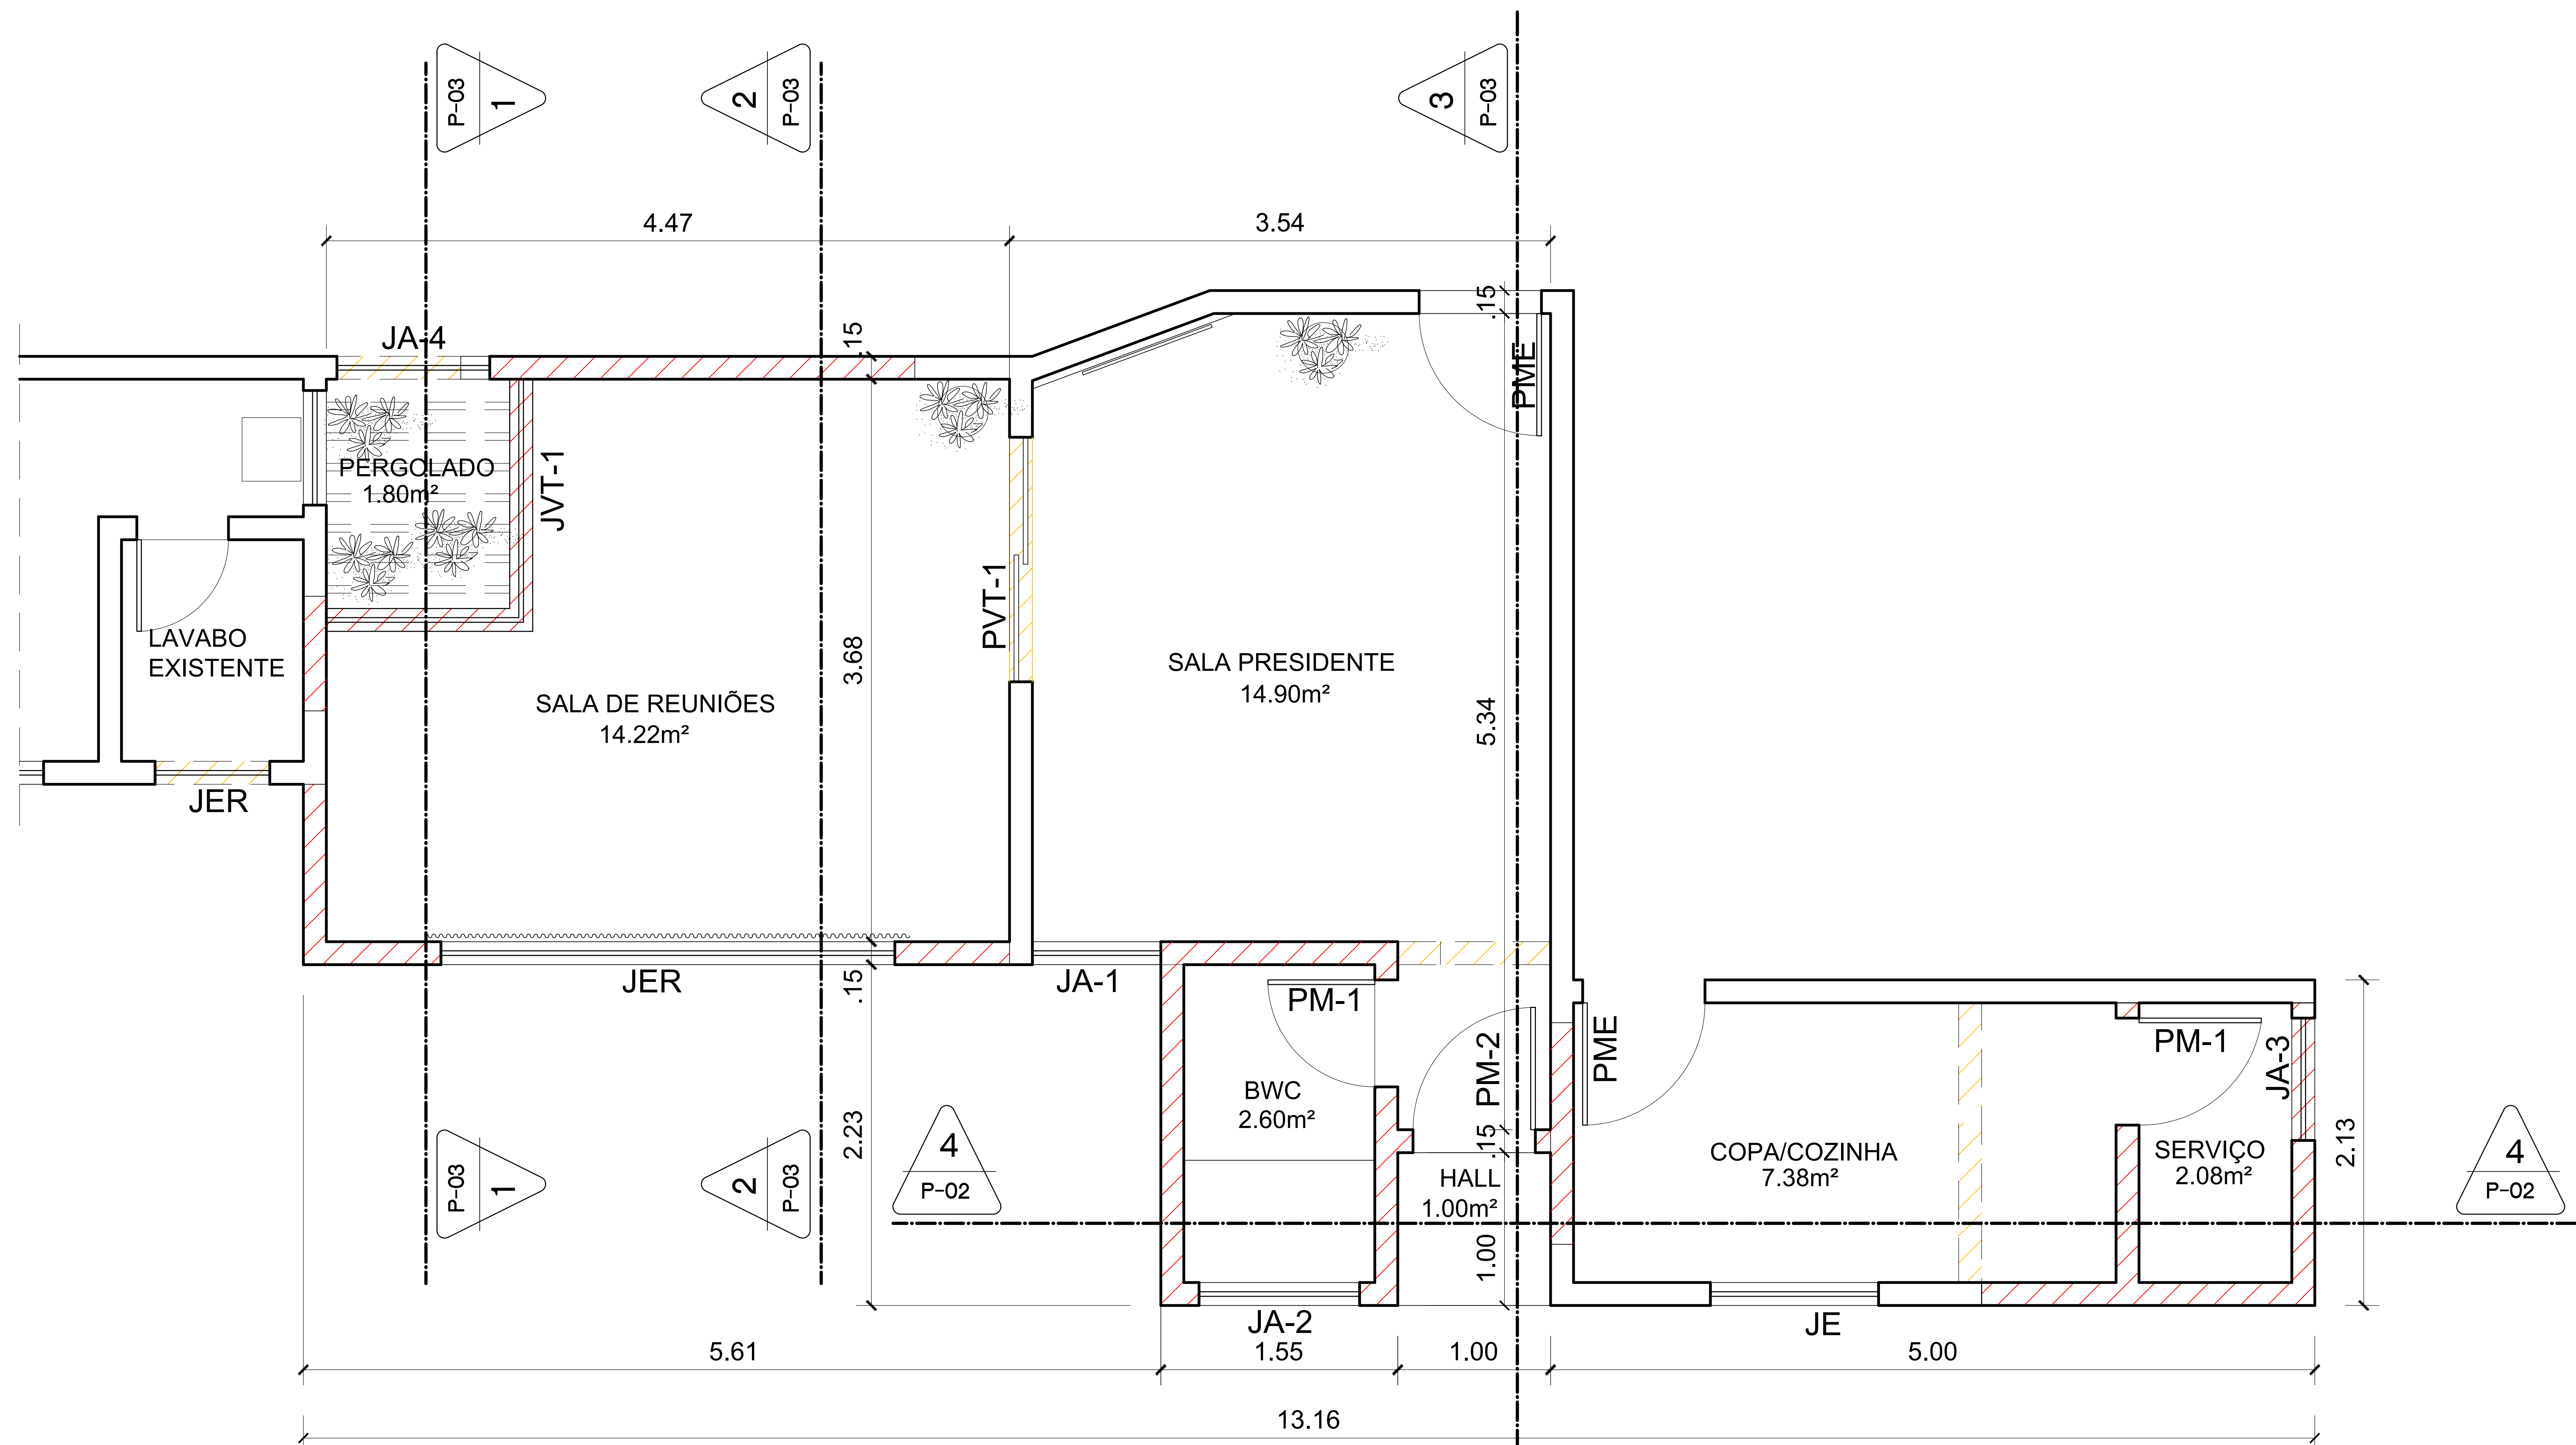 P-03
1
2
P-03
3
P-03
4.47
3.54
.15
JA-4
.15
PME
PERGOLADO
1.80m²
JVT-1
PVT-1
LAVABO
EXISTENTE
3.68
SALA PRESIDENTE
14.90m²
SALA DE REUNIÕES
14.22m²
5.34
JER
JER
.15
JA-1
PM-1
PM-2
PME
PM-1
JA-3
BWC
2.60m²
2.23
4
P-02
.15
HALL
1.00m²
COPA/COZINHA
7.38m²
SERVIÇO
2.08m²
2.13
4
P-02
P-03
1
2
P-03
1.00
JA-2
JE
5.61
1.55
1.00
5.00
13.16